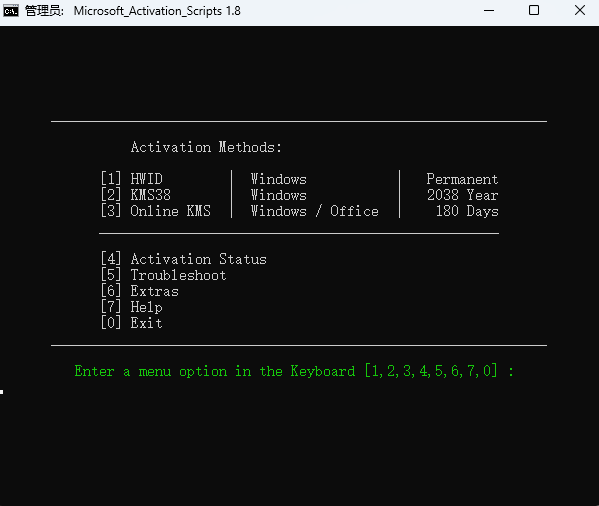 管理员: Microsoft_Activation_Scripts 1.8
Activation Methods:
[1] HWID | Windows | Permanent
[2] KMS38 | Windows | 2038 Year
[3] Online KMS | Windows / Office | 180 Days
[4] Activation Status
[5] Troubleshoot
[6] Extras
[7] Help
[0] Exit
Enter a menu option in the Keyboard [1,2,3,4,5,6,7,0] :